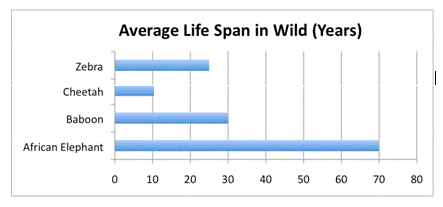 Average Life Span in Wild (Years)
Zebra
Cheetah
Baboon
African Elephant
0 10 20 30 40 50 60 70 80